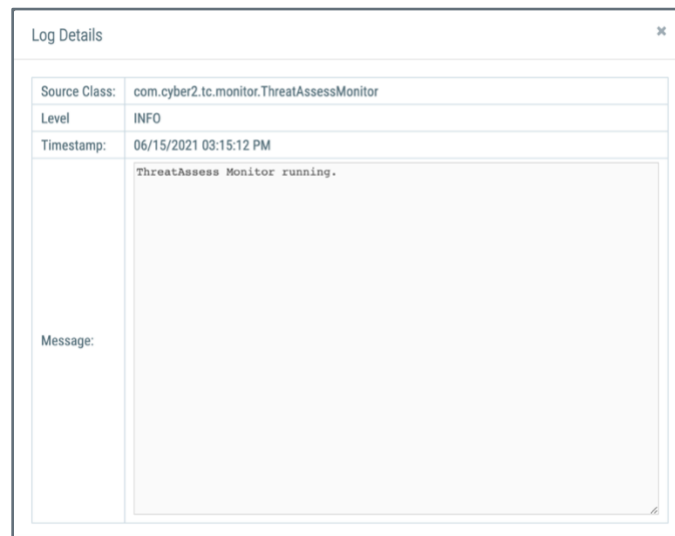 Log Details
Source Class: com.cyber2.tc.monitor.ThreatAssessMonitor
Level INFO
Timestamp: 06/15/2021 03:15:12 PM
ThreatAssess Monitor running.
Message: